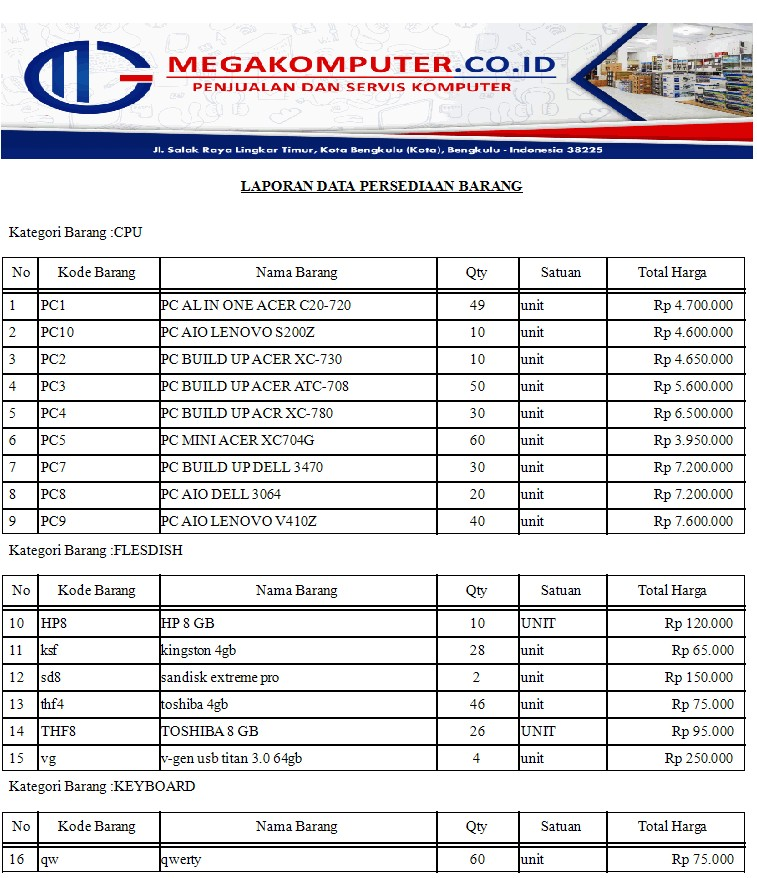 MEGAKOMPUTER.CO.ID
PENJUALAN DAN SERVIS KOMPUTER
Jl. Salak Raya Lingkar Timur, Kota Bengkulu (Kota), Bengkulu - Indonesia 38225
LAPORAN DATA PERSEDIAAN BARANG
Kategori Barang :CPU
No Kode Barang Nama Barang Qty Satuan Total Harga
1 PC1 PC AL IN ONE ACER C20-720 49 unit Rp 4.700.000
2 PC10 PC AIO LENOVO S200Z 10 unit Rp 4.600.000
3 PC2 PC BUILD UP ACER XC-730 10 unit Rp 4.650.000
4 PC3 PC BUILD UP ACER ATC-708 50 unit Rp 5.600.000
5 PC4 PC BUILD UP ACR XC-780 30 unit Rp 6.500.000
6 PC5 PC MINI ACER XC704G 60 unit Rp 3.950.000
7 PC7 PC BUILD UP DELL 3470 30 unit Rp 7.200.000
8 PC8 PC AIO DELL 3064 20 unit Rp 7.200.000
9 PC9 PC AIO LENOVO V410Z 40 unit Rp 7.600.000
Kategori Barang :FLESDISH
No Kode Barang Nama Barang Qty Satuan Total Harga
10 HP8 HP 8 GB 10 UNIT Rp 120.000
11 ksf kingston 4gb 28 unit Rp 65.000
12 sd8 sandisk extreme pro 2 unit Rp 150.000
13 thf4 toshiba 4gb 46 unit Rp 75.000
14 THF8 TOSHIBA 8 GB 26 UNIT Rp 95.000
15 vg v-gen usb titan 3.0 64gb 4 unit Rp 250.000
Kategori Barang :KEYBOARD
No Kode Barang Nama Barang Qty Satuan Total Harga
16 qw qwerty 60 unit Rp 75.000